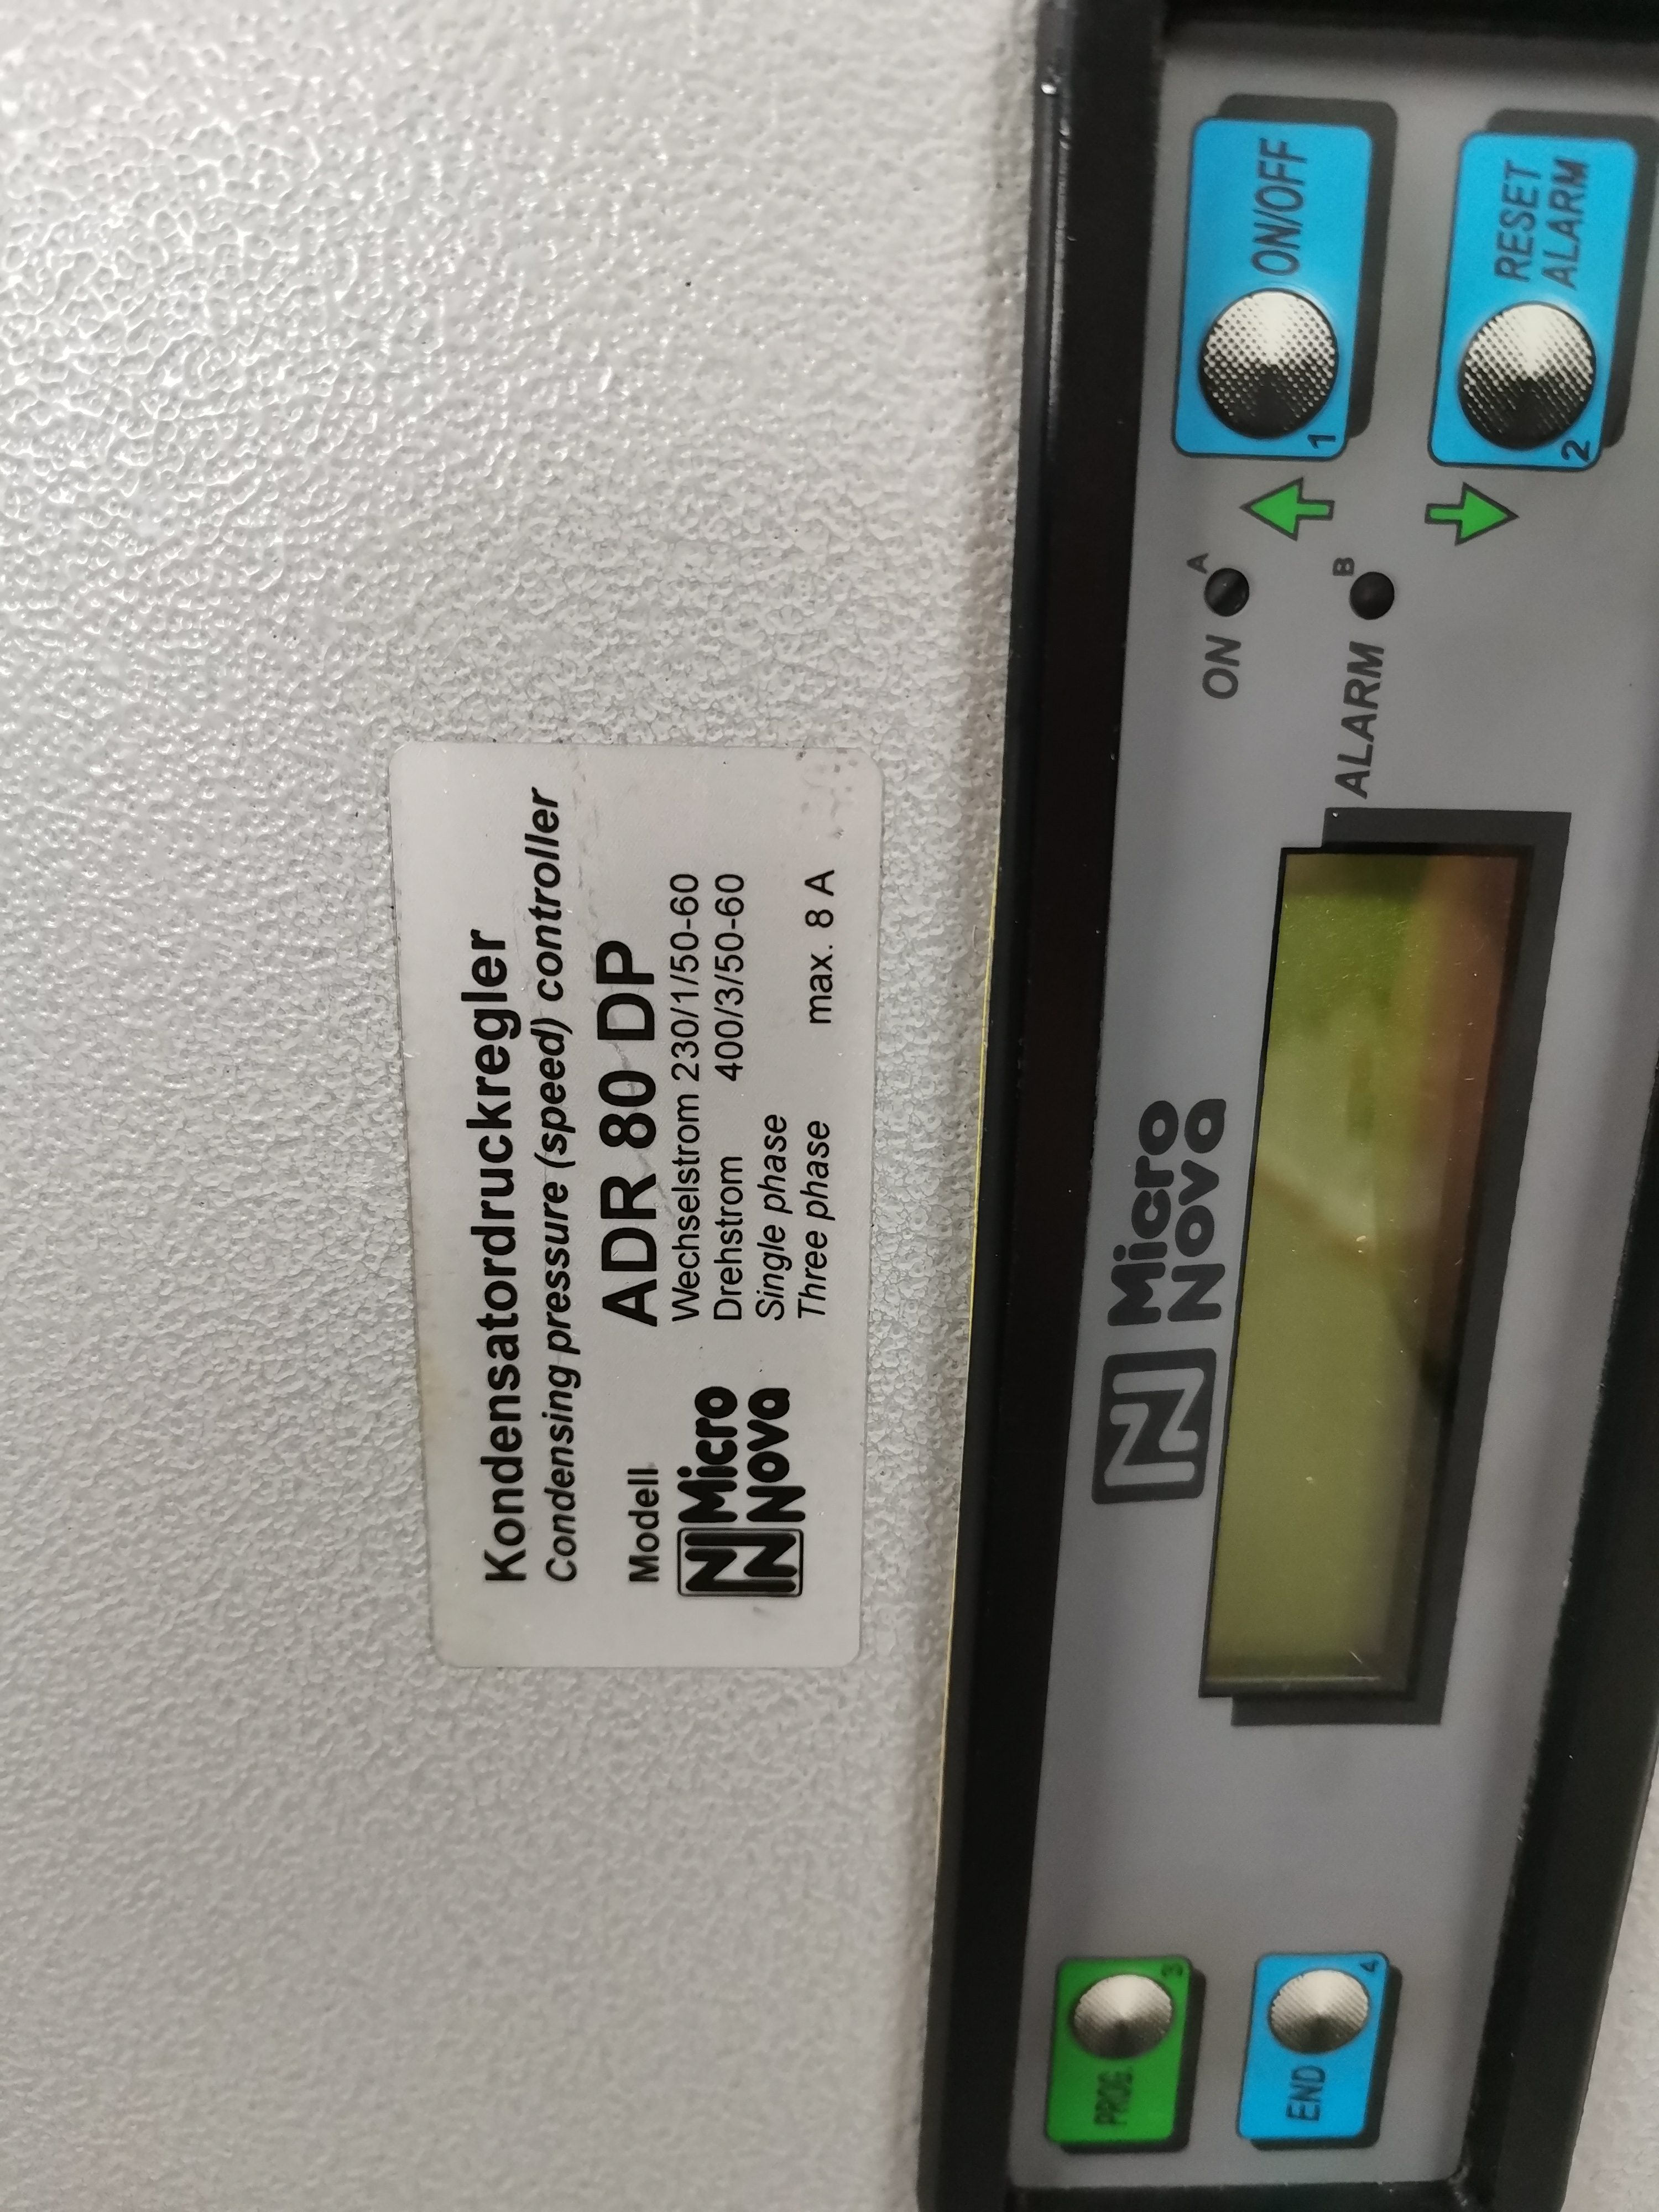 Kondensatordruckregler
Condensing pressure (speed) controller
Modell ADR 80 DP
Micro
Nova
Wechselstrom 230/1/50-60
Drehstrom 400/3/50-60
Single phase
Three phase max. 8 A
Micro
Nova
PROG. 3
END 4
ON A
ALARM B
1 ON/OFF
2 RESET
ALARM